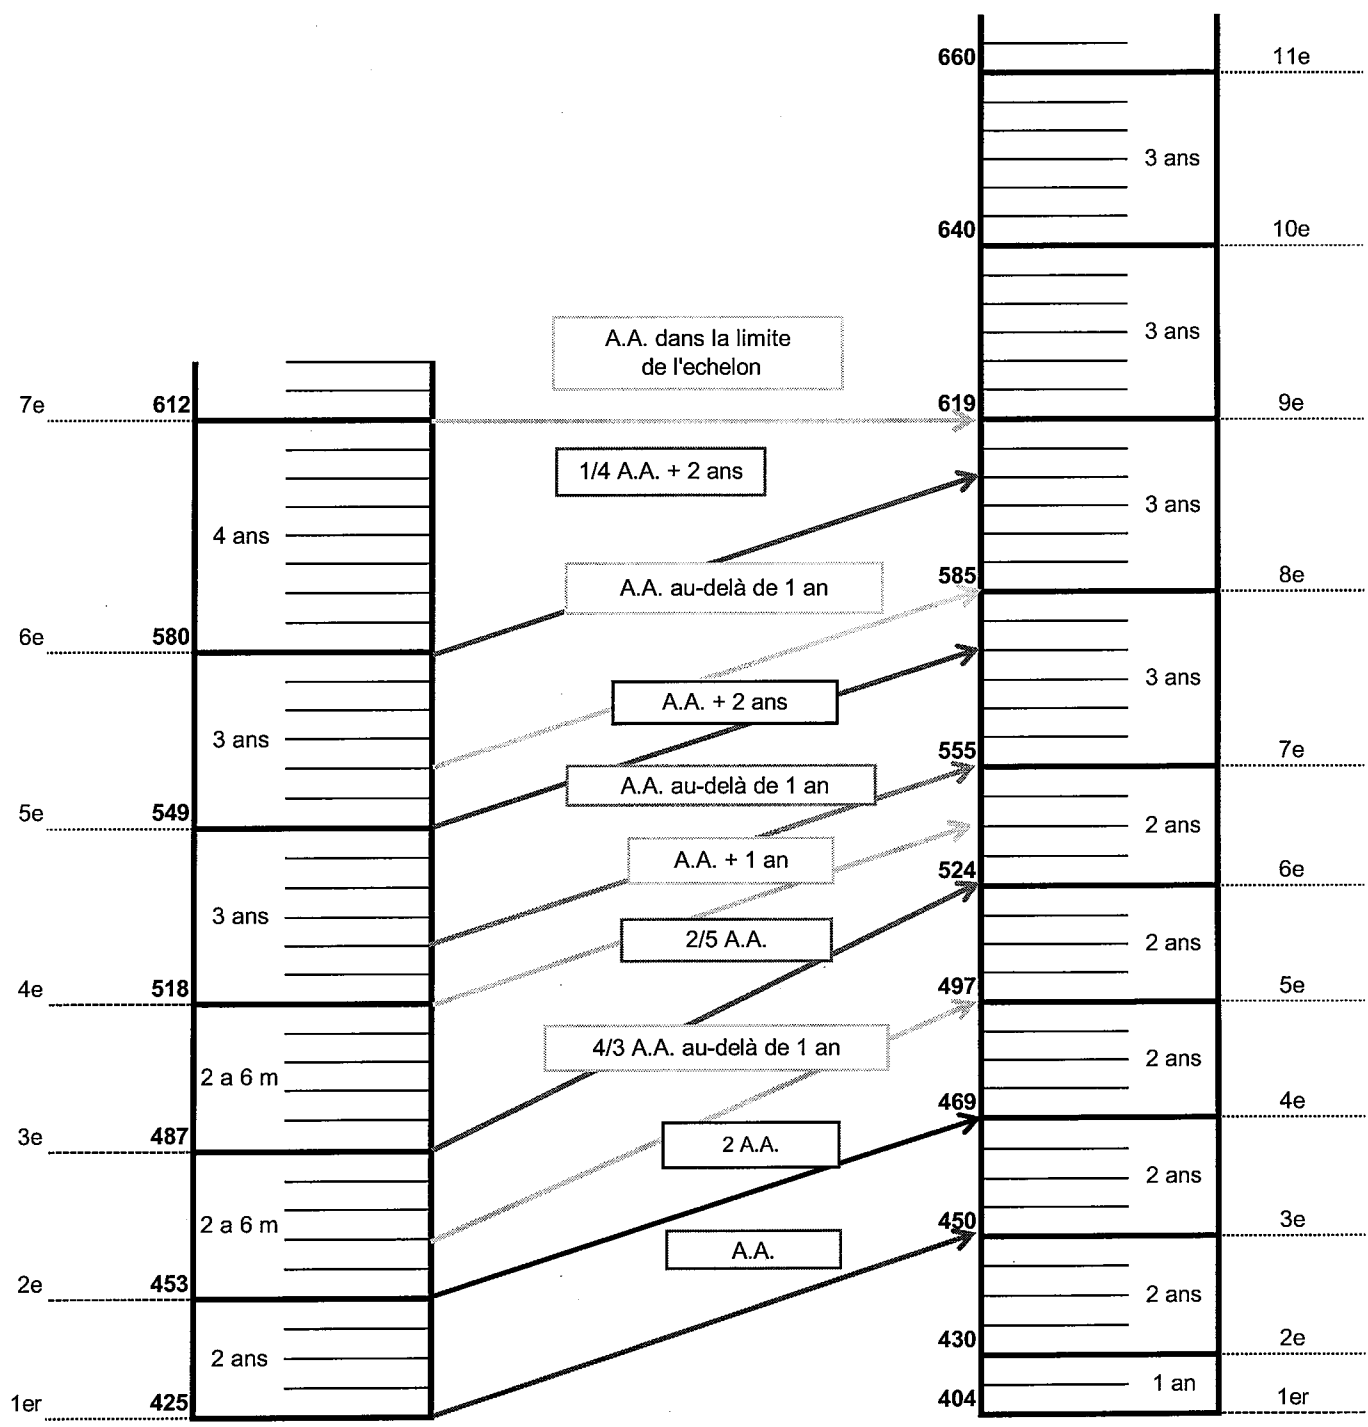 660 11e
3 ans
640 10e
3 ans
A.A. dans la limite
de l'echelon
7e 612 619 9e
1/4 A.A. + 2 ans
3 ans
4 ans
A.A. au-delà de 1 an
585 8e
6e 580
3 ans
A.A. + 2 ans
3 ans
555 7e
A.A. au-delà de 1 an
5e 549
2 ans
A.A. + 1 an
524 6e
3 ans
2/5 A.A.
2 ans
4e 518 497 5e
4/3 A.A. au-delà de 1 an
2 ans
2 a 6 m
469 4e
3e 487
2 A.A.
2 ans
2 a 6 m
450 3e
A.A.
2e 453
2 ans
430 2e
2 ans
1 an
1er 425 404 1er